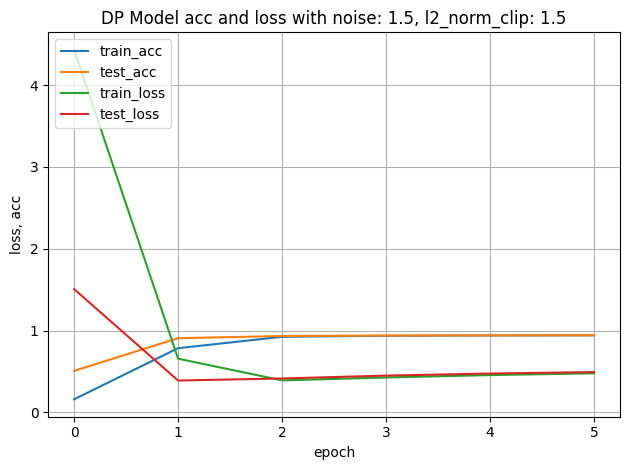 DP Model acc and loss with noise: 1.5, l2_norm_clip: 1.5
train_acc
test_acc
train_loss
test_loss
4
3
2
1
0
loss, acc
0 1 2 3 4 5
epoch